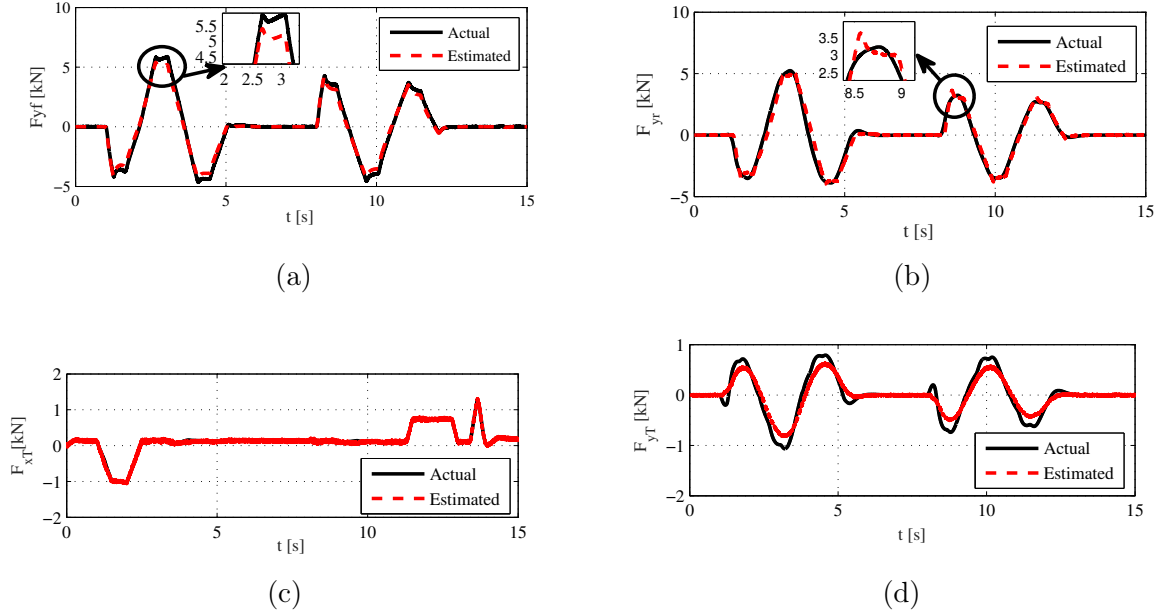 5.5
5
4.5
2 2.5 3
Actual
Estimated
10
5
0
−5
Fyf [kN]
0 5 10 15
t [s]
(a)
3.5
3
2.5
8.5 9
Actual
Estimated
10
5
0
−5
F_yr [kN]
0 5 10 15
t [s]
(b)
2
1
0
−1
−2
F_xT [kN]
Actual
Estimated
0 5 10 15
t [s]
(c)
1
0
−1
−2
F_yT [kN]
Actual
Estimated
0 5 10 15
t [s]
(d)